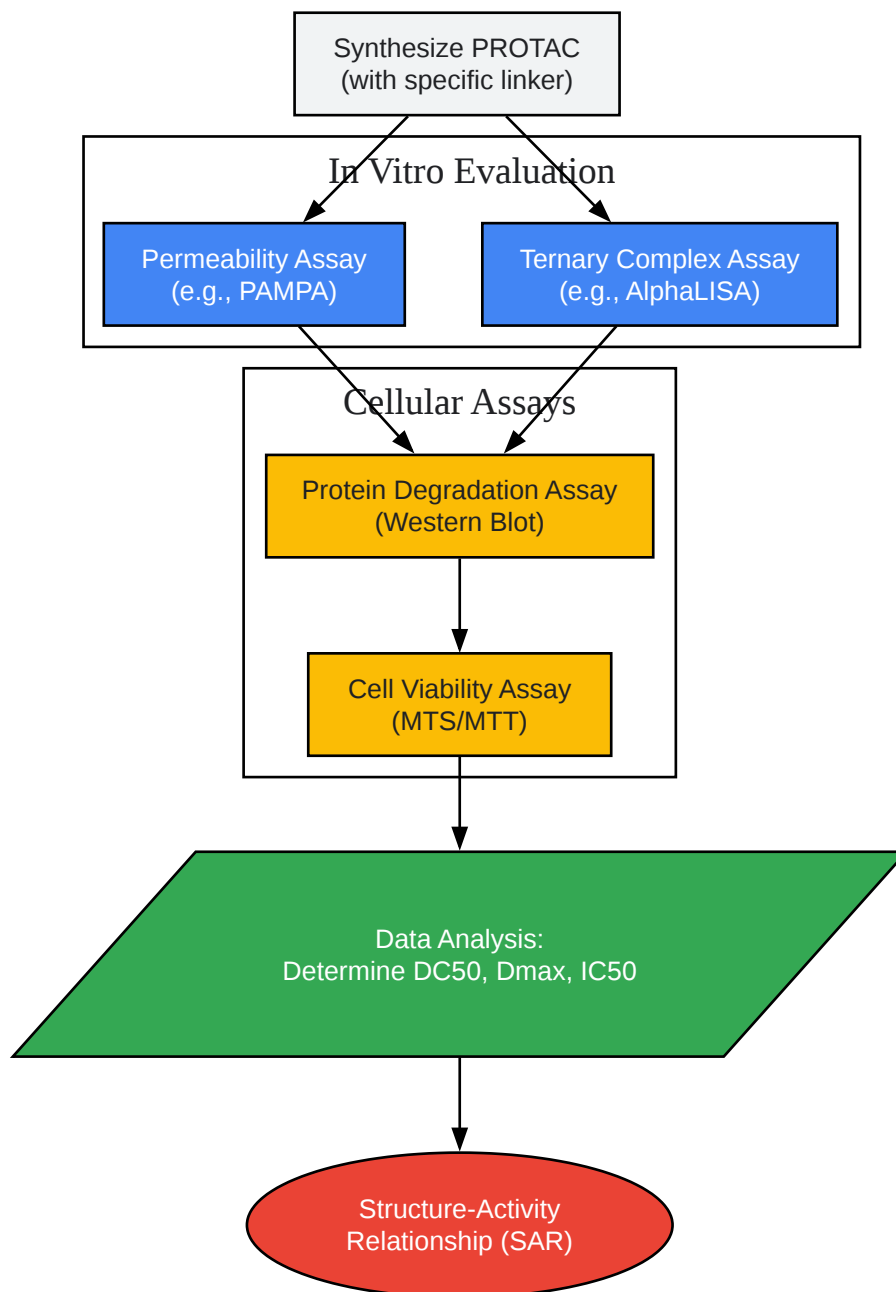 Synthesize PROTAC
(with specific linker)
In Vitro Evaluation
Permeability Assay
(e.g., PAMPA)
Ternary Complex Assay
(e.g., AlphaLISA)
Cellular Assays
Protein Degradation Assay
(Western Blot)
Cell Viability Assay
(MTS/MTT)
Data Analysis:
Determine DC50, Dmax, IC50
Structure-Activity
Relationship (SAR)